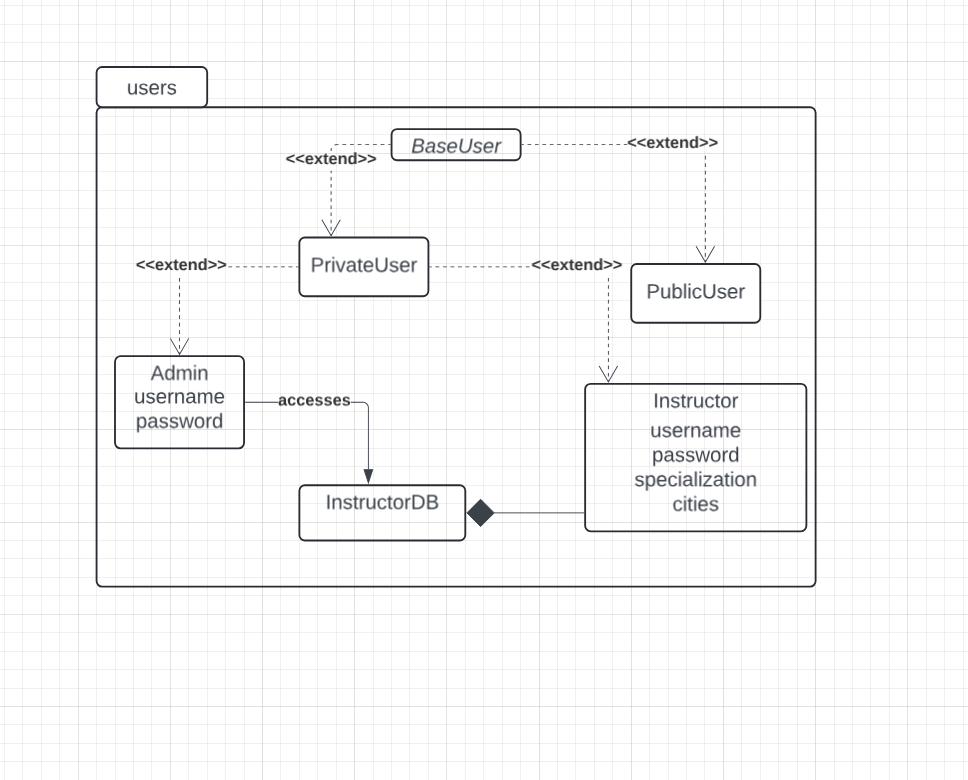 users
BaseUser
<<extend>>
<<extend>>
PrivateUser
<<extend>>
<<extend>>
PublicUser
Admin
username
password
accesses
Instructor
username
password
specialization
cities
InstructorDB